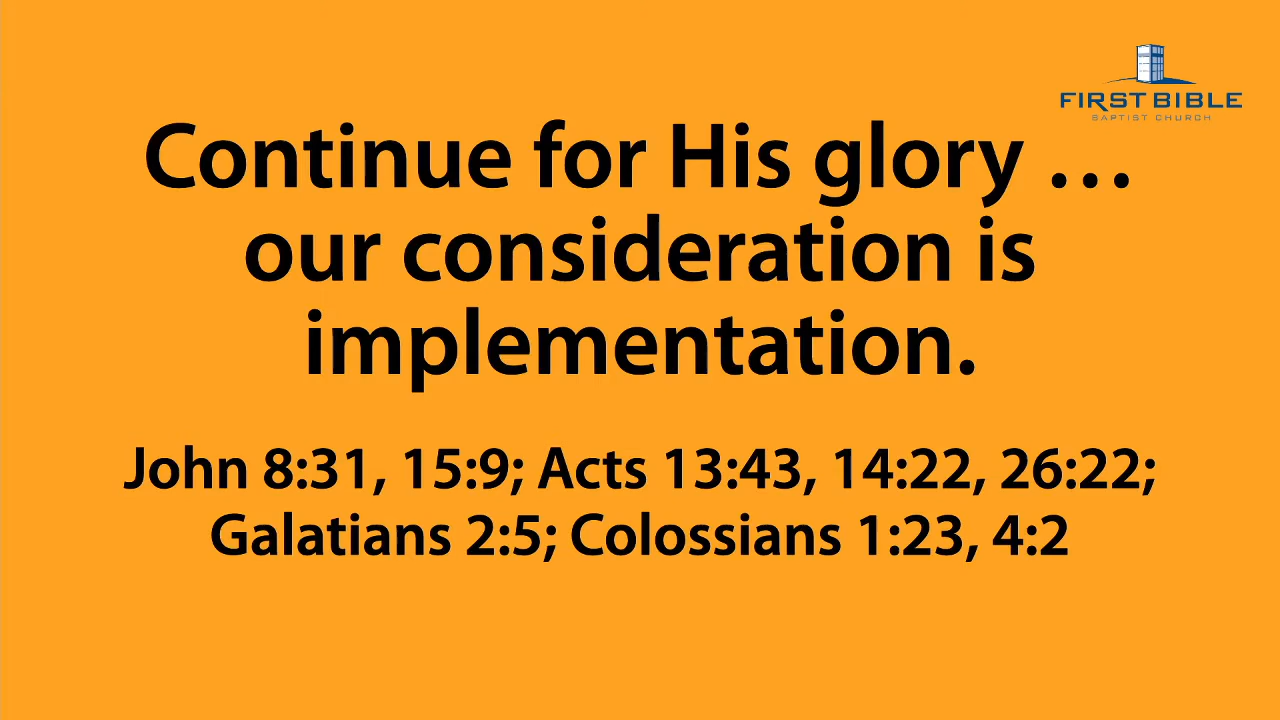 FIRST BIBLE
BAPTIST CHURCH
Continue for His glory …
our consideration is
implementation.
John 8:31, 15:9; Acts 13:43, 14:22, 26:22;
Galatians 2:5; Colossians 1:23, 4:2